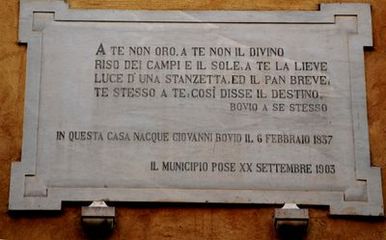 A TE NON ORO, A TE NON IL DIVINO
RISO DEI CAMPI E IL SOLE, A TE LA LIEVE
LUCE D'UNA STANZETTA, ED IL PAN BREVE,
TE STESSO A TE, COSÌ DISSE IL DESTINO.
BOVIO A SE STESSO
IN QUESTA CASA NACQUE GIOVANNI BOVIO IL 6 FEBBRAIO 1837
IL MUNICIPIO POSE XX SETTEMBRE 1903